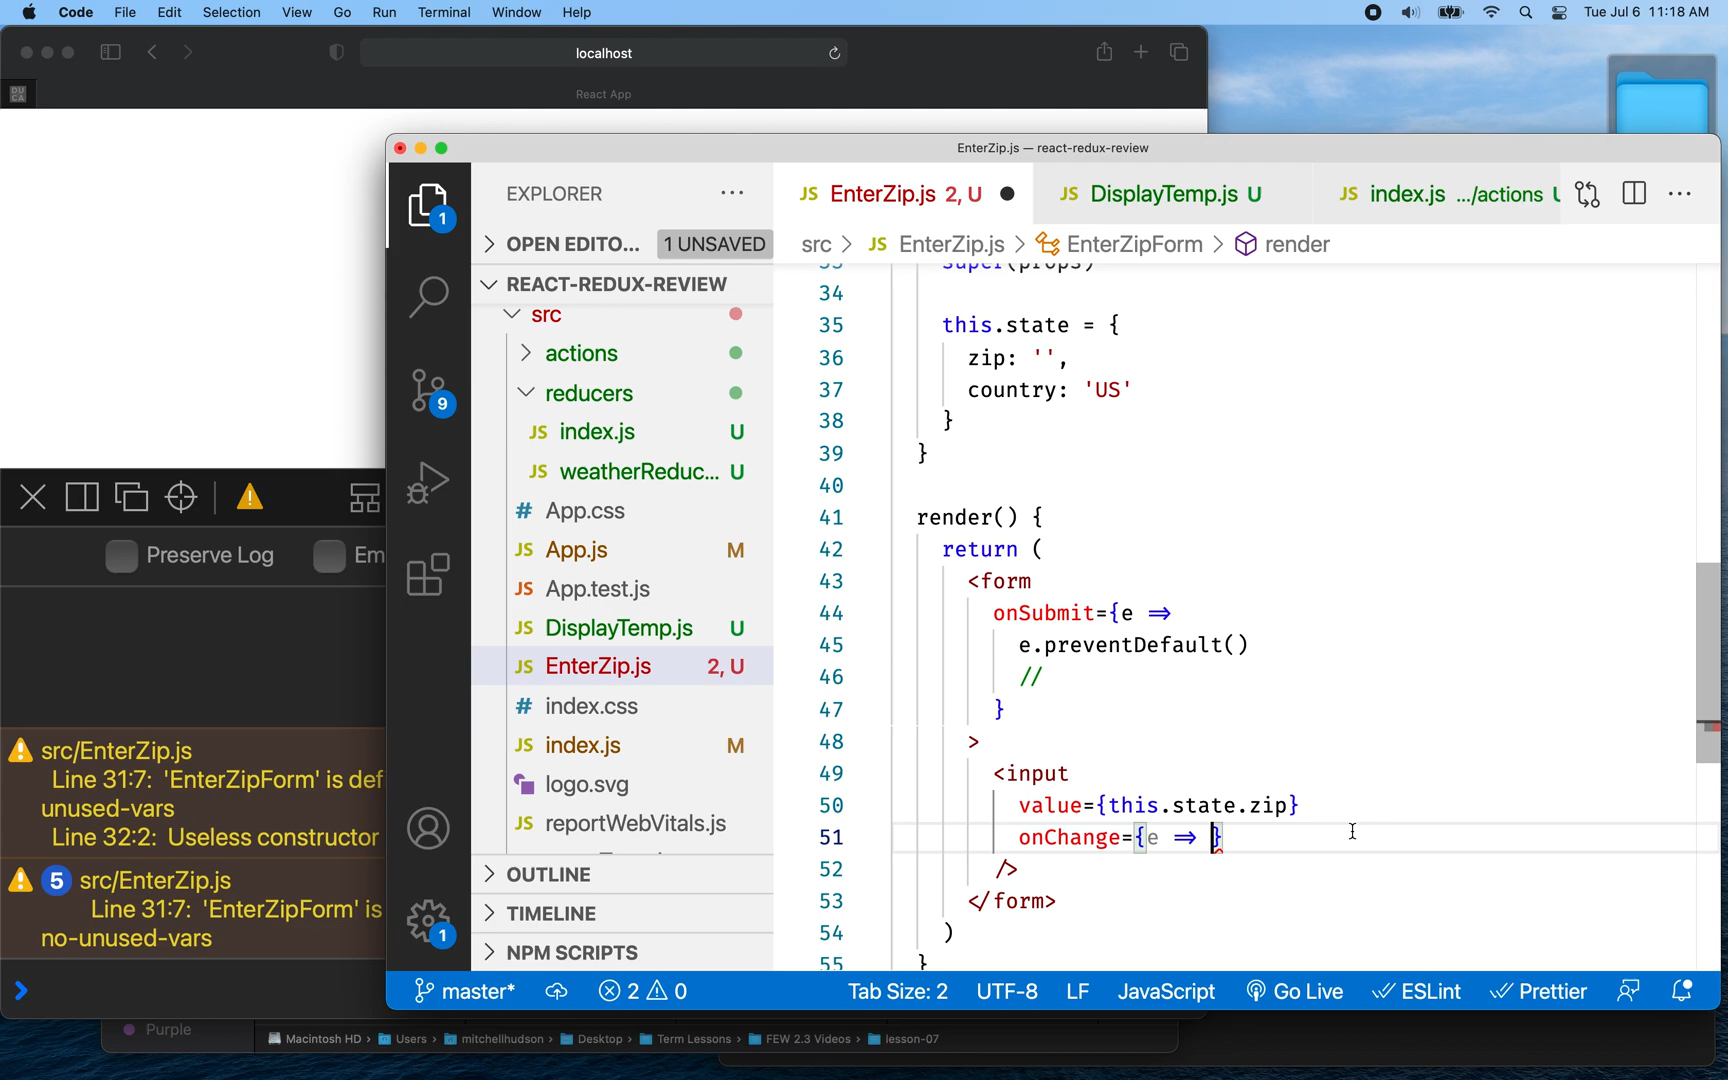 Code File Edit Selection View Go Run Terminal Window Help Tue Jul 6 11:18 AM
localhost
DU
CA
React App
EnterZip.js — react-redux-review
EXPLORER ···
JS EnterZip.js 2, U
JS DisplayTemp.js U
JS index.js .../actions U
OPEN EDITO... 1 UNSAVED
src > JS EnterZip.js > EnterZipForm > render
REACT-REDUX-REVIEW
src
actions
reducers
JS index.js U
JS weatherReduc... U
# App.css
JS App.js M
JS App.test.js
JS DisplayTemp.js U
JS EnterZip.js 2, U
# index.css
JS index.js M
logo.svg
JS reportWebVitals.js
OUTLINE
TIMELINE
NPM SCRIPTS
1
9
1
33 super(props)
34
35 this.state = {
36 zip: '',
37 country: 'US'
38 }
39 }
40
41 render() {
42 return (
43 <form
44 onSubmit={e =>
45 e.preventDefault()
46 //
47 }
48 >
49 <input
50 value={this.state.zip}
51 onChange={e => }
52 />
53 </form>
54 )
55 }
Preserve Log Em
src/EnterZip.js
Line 31:7: 'EnterZipForm' is def
unused-vars
Line 32:2: Useless constructor
5 src/EnterZip.js
Line 31:7: 'EnterZipForm' is
no-unused-vars
master* 2 0 Tab Size: 2 UTF-8 LF JavaScript Go Live ESLint Prettier
Purple
Macintosh HD > Users > mitchellhudson > Desktop > Term Lessons > FEW 2.3 Videos > lesson-07